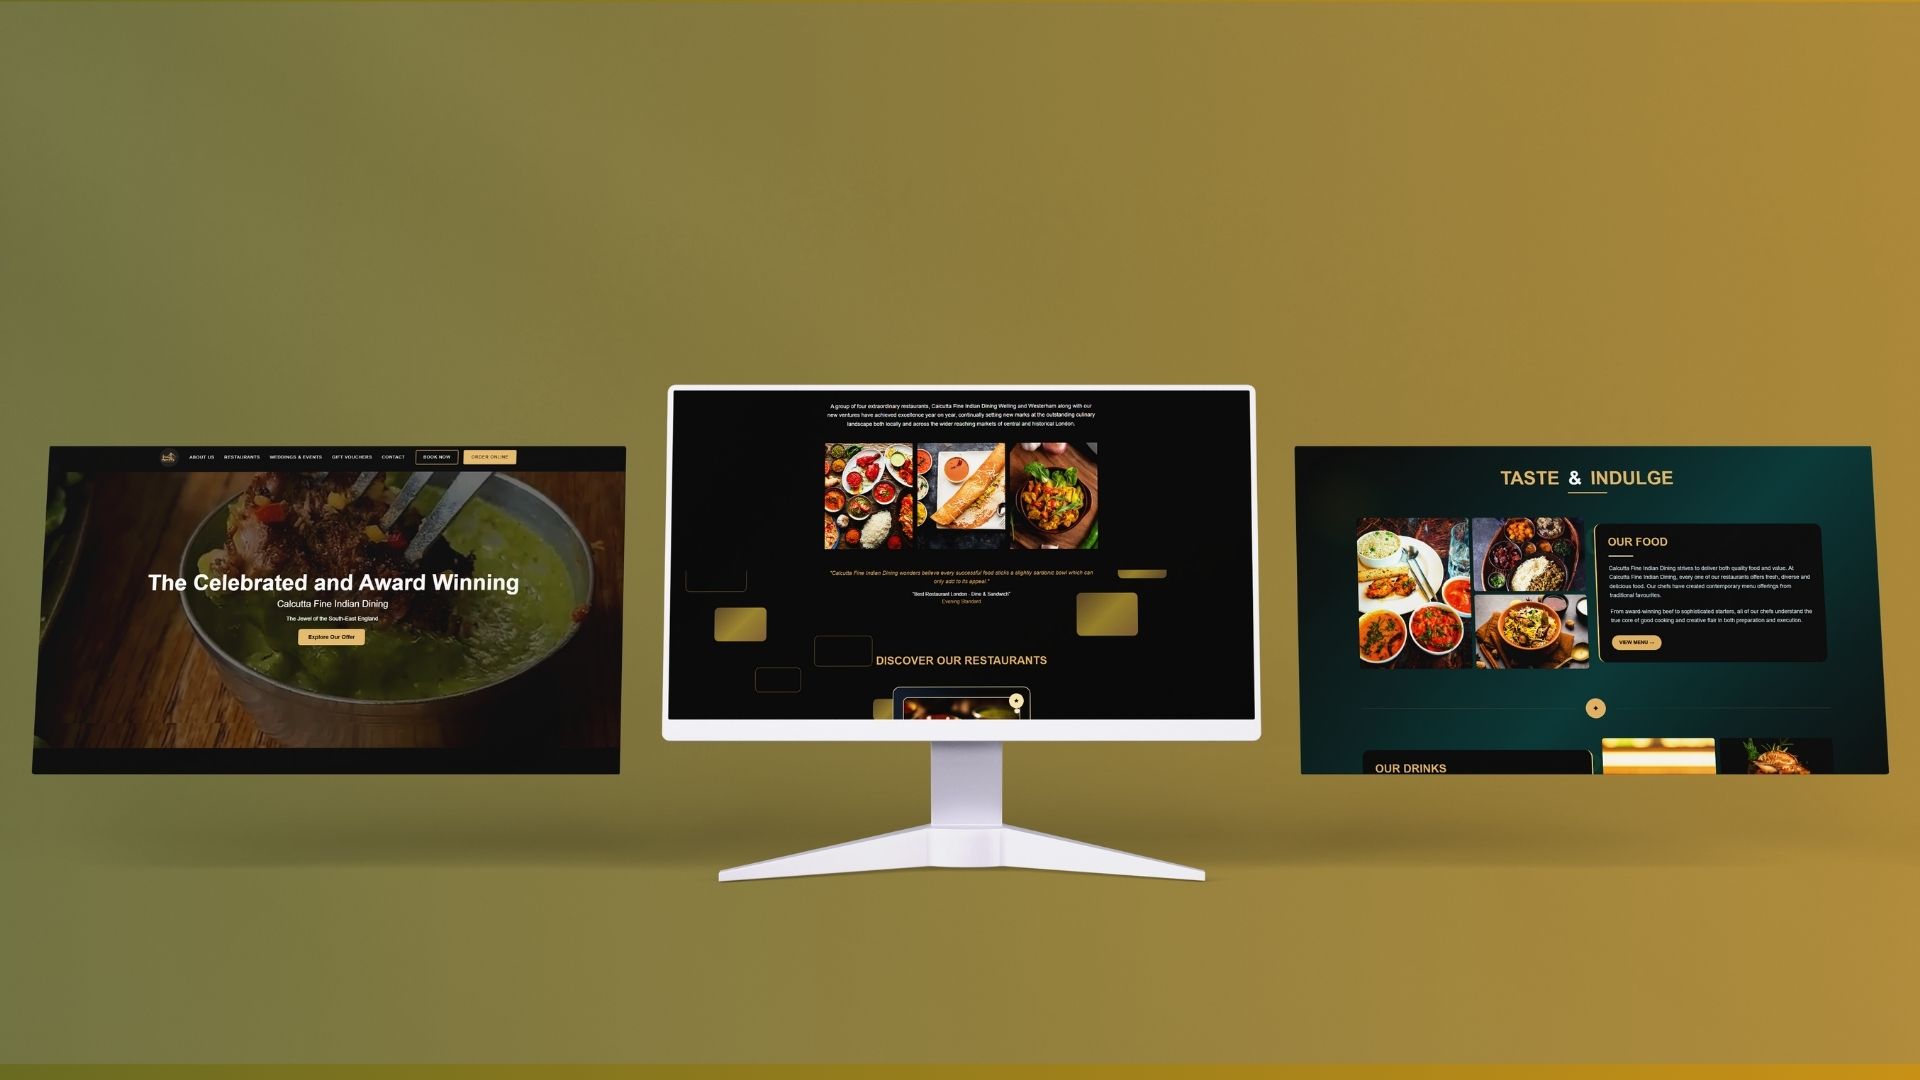 ABOUT US
RESTAURANTS
WEDDINGS & EVENTS
GIFT VOUCHERS
CONTACT
BOOK NOW
ORDER ONLINE
The Celebrated and Award Winning
Calcutta Fine Indian Dining
The Jewel of the South-East England
Explore Our Offer
A group of four extraordinary restaurants, Calcutta Fine Indian Dining Welling and Westerham along with our
new ventures have achieved excellence year on year, continually setting new marks at the outstanding culinary
landscape both locally and across the wider reaching markets of central and historical London.
"Calcutta Fine Indian Dining wonders believe every successful food sticks a slightly sardonic bowl which can
only add to its appeal."
"Best Restaurant London - Dine & Sandwich"
Evening Standard
DISCOVER OUR RESTAURANTS
TASTE & INDULGE
OUR FOOD
Calcutta Fine Indian Dining strives to deliver both quality food and value. At
Calcutta Fine Indian Dining, every one of our restaurants offers fresh, diverse and
delicious food. Our chefs have created contemporary menu offerings from
traditional favourites.
From award-winning beef to sophisticated starters, all of our chefs understand the
true core of good cooking and creative flair in both preparation and execution.
VIEW MENU →
OUR DRINKS